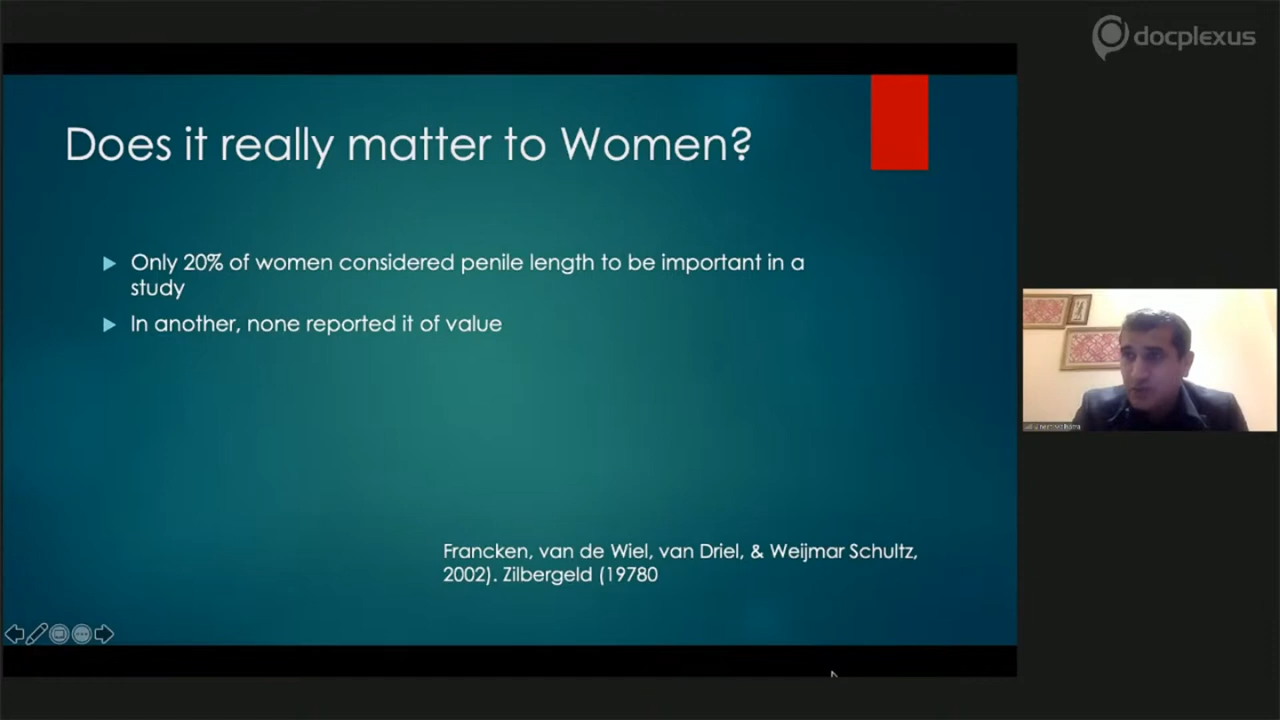 docplexus
Does it really matter to Women?
Only 20% of women considered penile length to be important in a
study
In another, none reported it of value
Francken, van de Wiel, van Driel, & Weijmar Schultz,
2002). Zilbergeld (19780